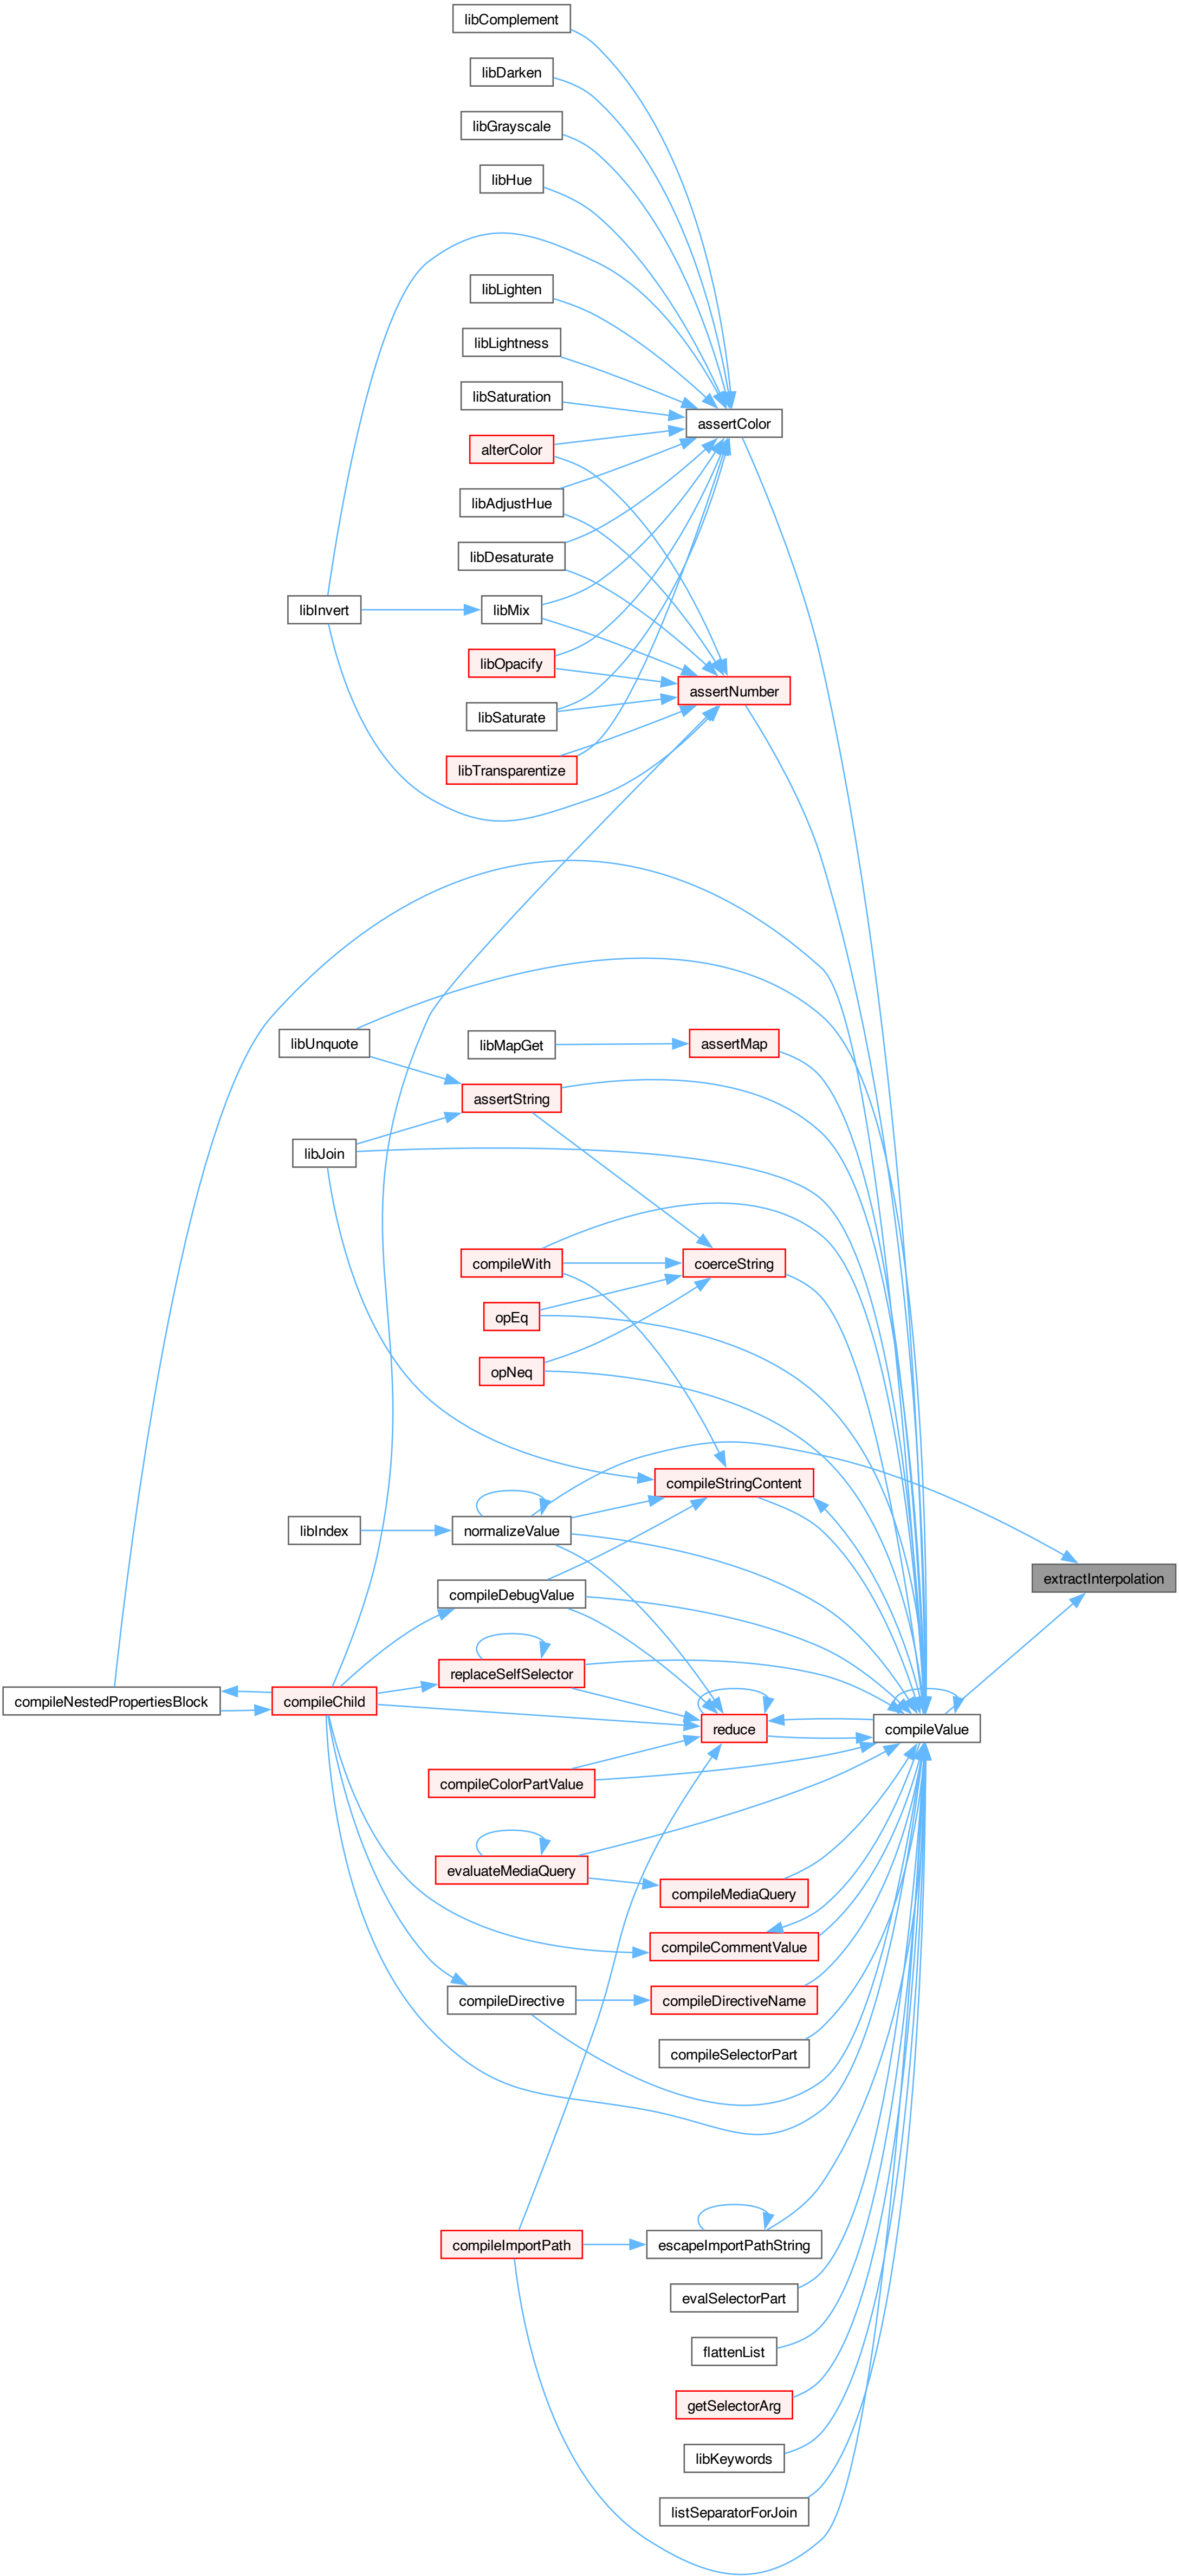 libComplement
libDarken
libGrayscale
libHue
libLighten
libLightness
libSaturation
assertColor
alterColor
libAdjustHue
libDesaturate
libInvert
libMix
libOpacify
assertNumber
libSaturate
libTransparentize
libUnquote
libMapGet
assertMap
assertString
libJoin
compileWith
coerceString
opEq
opNeq
compileStringContent
libIndex
normalizeValue
extractInterpolation
compileDebugValue
replaceSelfSelector
compileNestedPropertiesBlock
compileChild
reduce
compileValue
compileColorPartValue
evaluateMediaQuery
compileMediaQuery
compileCommentValue
compileDirective
compileDirectiveName
compileSelectorPart
compileImportPath
escapeImportPathString
evalSelectorPart
flattenList
getSelectorArg
libKeywords
listSeparatorForJoin